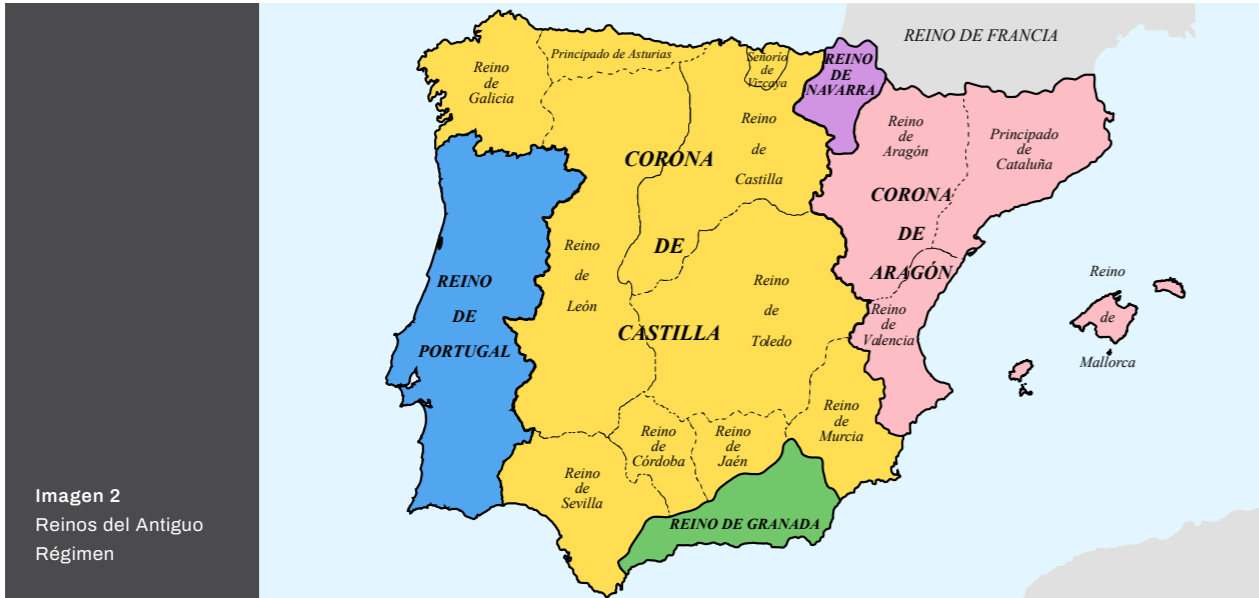 Imagen 2
Reinos del Antiguo
Régimen
REINO DE FRANCIA
Reino
de
Galicia
Principado de Asturias
Señorío
de
Vizcaya
REINO
DE
NAVARRA
Reino
de
Castilla
Reino
de
Aragón
Principado
de
Cataluña
CORONA
DE
CASTILLA
CORONA
DE
ARAGÓN
REINO
DE
PORTUGAL
Reino
de
León
Reino
de
Toledo
Reino
de
Valencia
Reino
de
Mallorca
Reino
de
Murcia
Reino
de
Córdoba
Reino
de
Jaén
Reino
de
Sevilla
REINO DE GRANADA